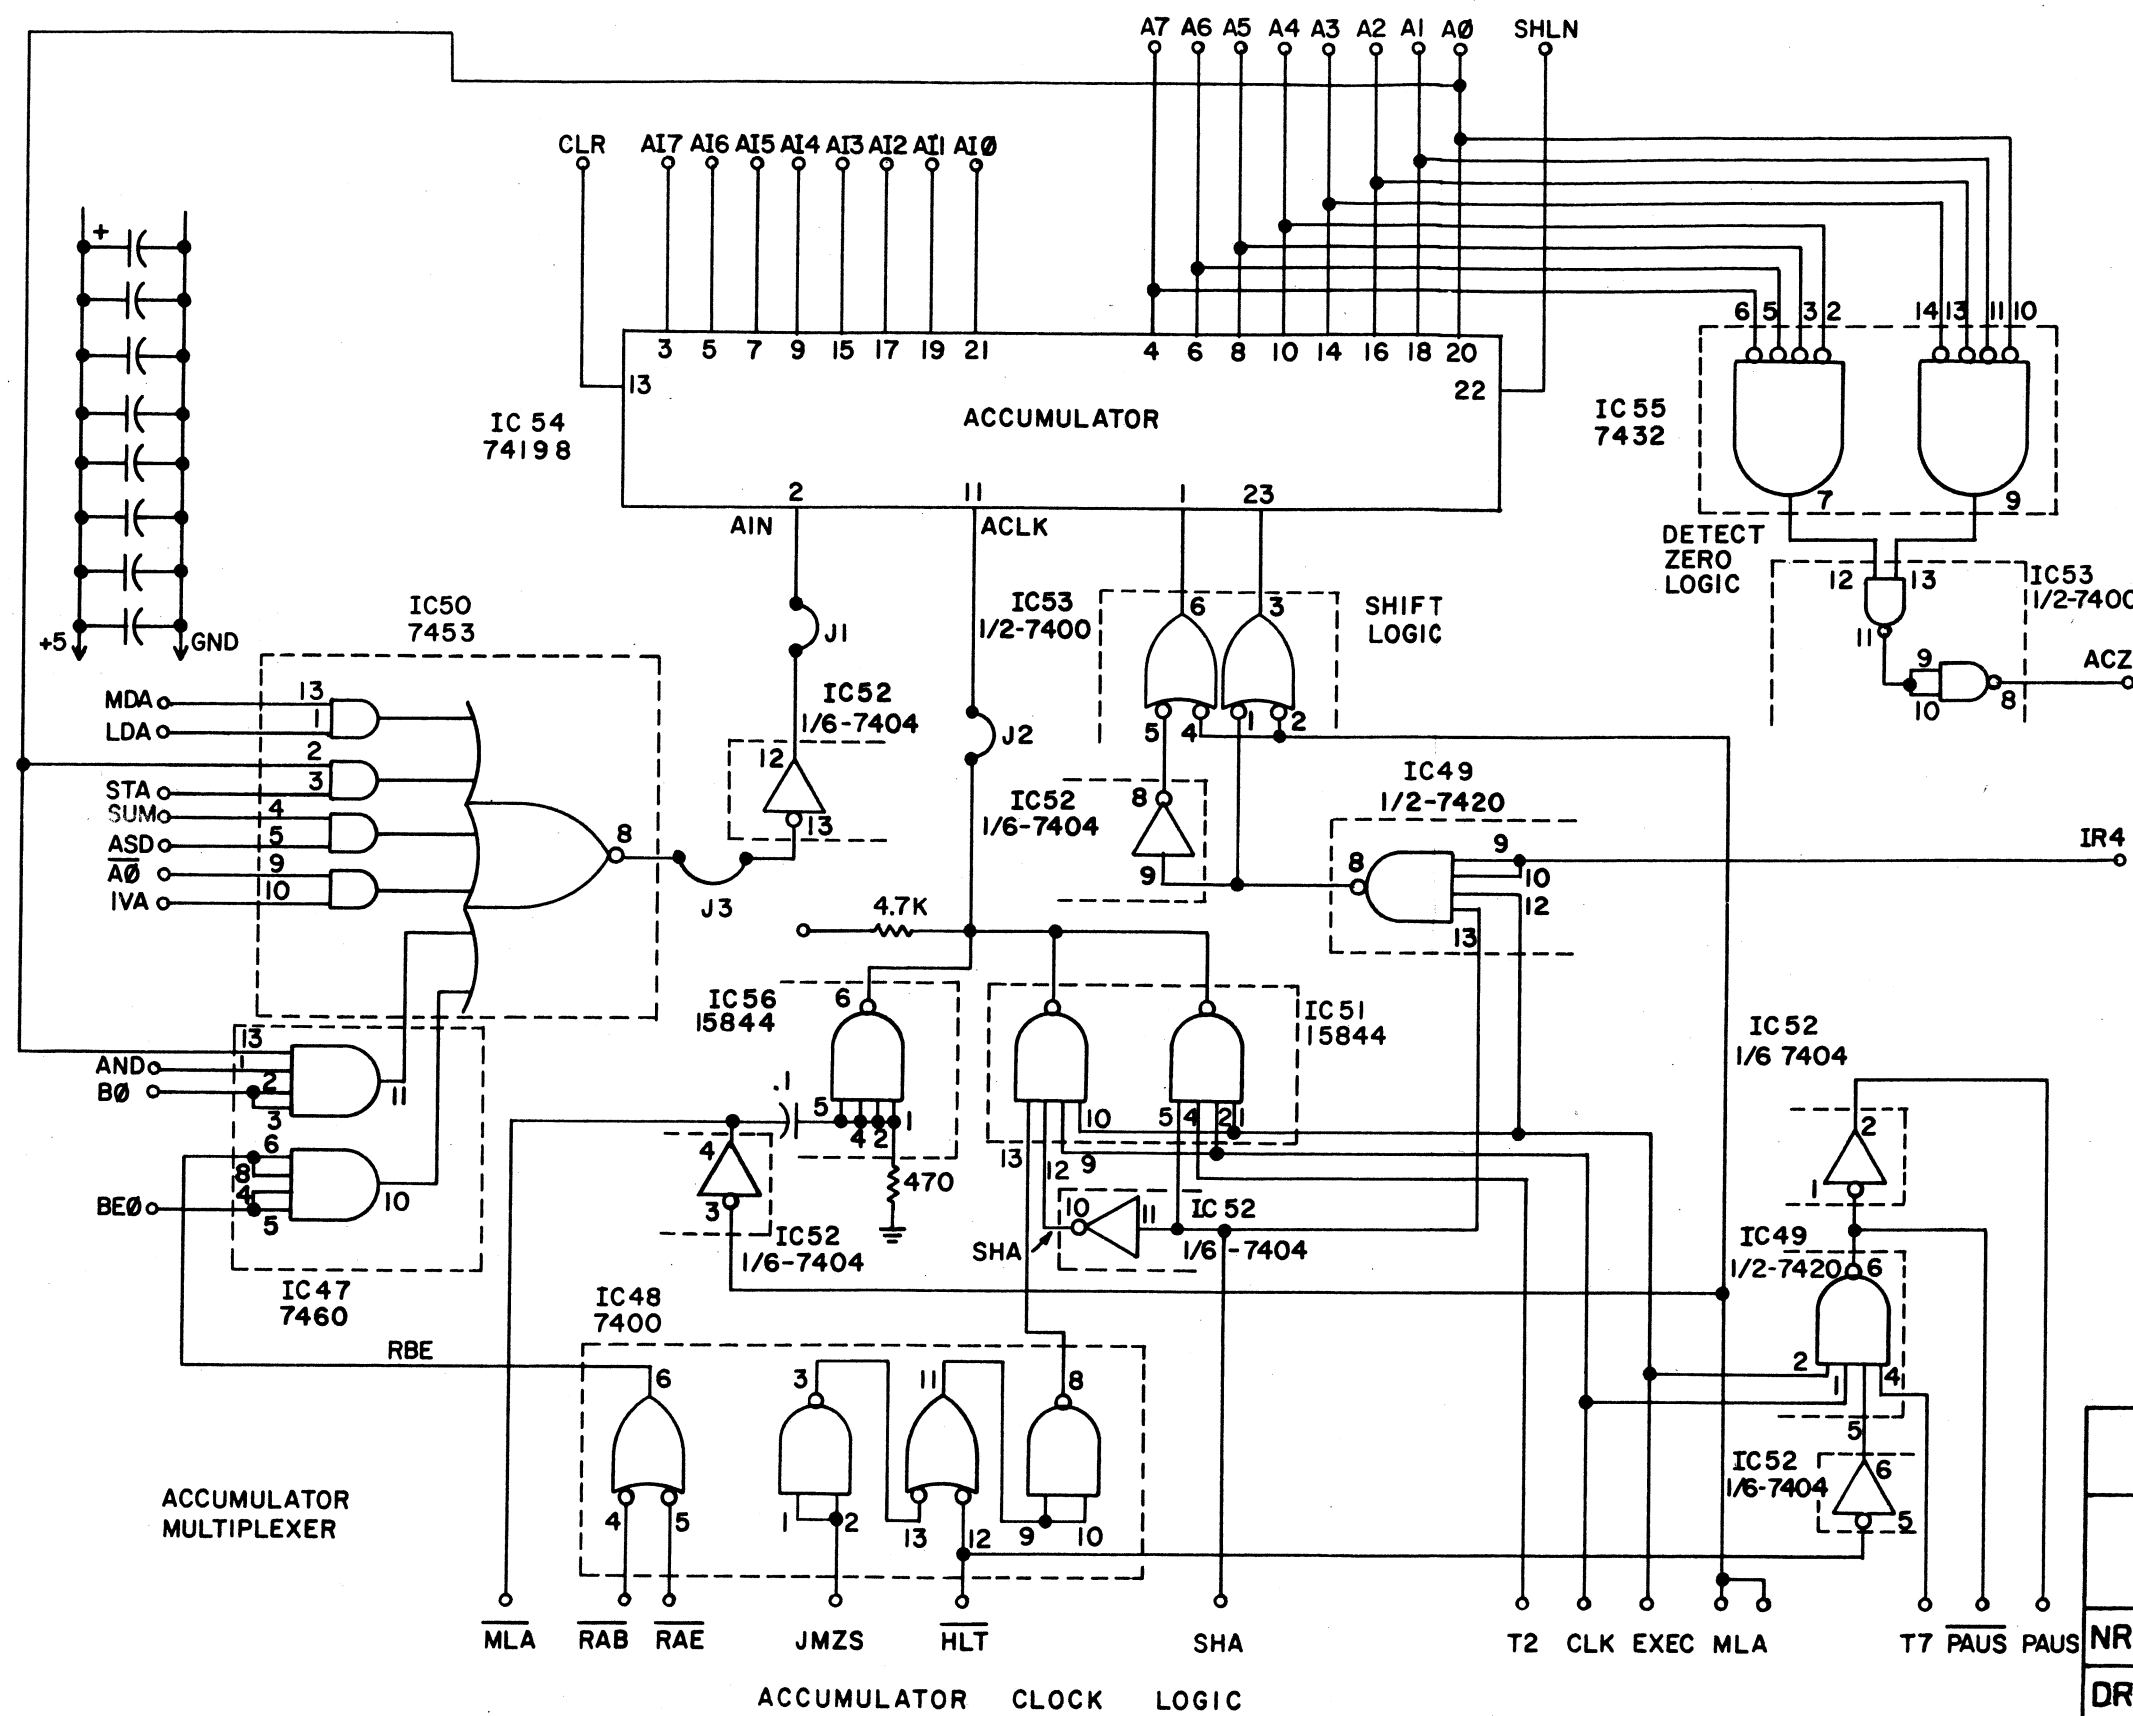 A7 A6 A5 A4 A3 A2 A1 AØ SHLN
CLR AI7 AI6 AI5 AI4 AI3 AI2 AI1 AIØ
+
+5 GND
3 5 7 9 15 17 19 21 4 6 8 10 14 16 18 20
13 22
ACCUMULATOR
IC 54
74198
2 11 1 23
AIN ACLK
6 5 3 2 14 13 11 10
IC 55
7432
7 9
DETECT
ZERO
LOGIC
12 13
IC53
1/2-7400
11
9
10
8
ACZ
IC50
7453
MDA 13
LDA 1
2
STA 3
SUM 4
ASD 5
A̅Ø̅ 9
IVA 10
8
J3
J1
IC52
1/6-7404
12
13
J2
IC53
1/2-7400
6 3
SHIFT
LOGIC
5 4 1 2
IC52
1/6-7404
8
9
IC49
1/2-7420
8
9
10
12
13
IR4
4.7K
IC56
15844
6
.1
5 4 2 1
470
IC51
15844
10 5 4 2 1
13 12 9
10 11
SHA
IC 52
1/6-7404
4
3
IC52
1/6-7404
13
AND 1
BØ 2
3
11
6
8
4
BEØ 5
10
IC47
7460
RBE
IC48
7400
6 3 11 8
4 5 1 2 13 12 9 10
IC52
1/6 7404
2
1
IC49
1/2-7420
6
2 1 4
5
IC52
1/6-7404
6
5
ACCUMULATOR
MULTIPLEXER
M̅L̅A̅ R̅A̅B̅ R̅A̅E̅ JMZS H̅L̅T̅ SHA T2 CLK EXEC MLA T7 P̅A̅U̅S̅ PAUS
NR
DR
ACCUMULATOR CLOCK LOGIC